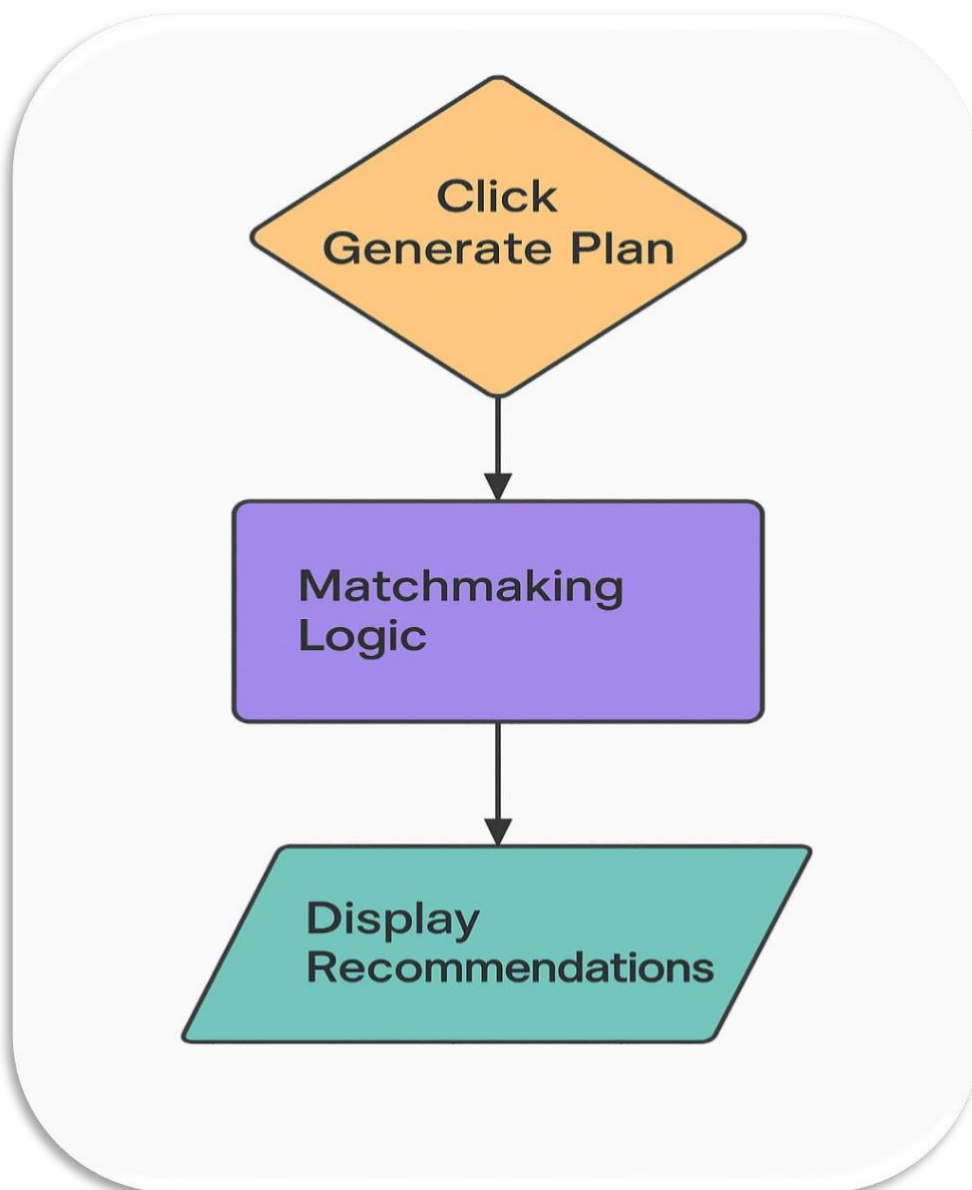 Click
Generate Plan
Matchmaking
Logic
Display
Recommendations